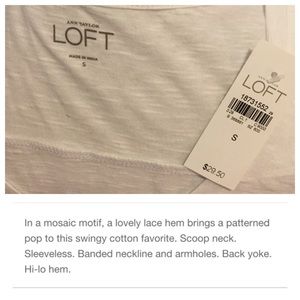 ANN TAYLOR
LOFT
MADE IN INDIA
S
LOFT
18731552
S
$29.50
In a mosaic motif, a lovely lace hem brings a patterned
pop to this swingy cotton favorite. Scoop neck.
Sleeveless. Banded neckline and armholes. Back yoke.
Hi-lo hem.